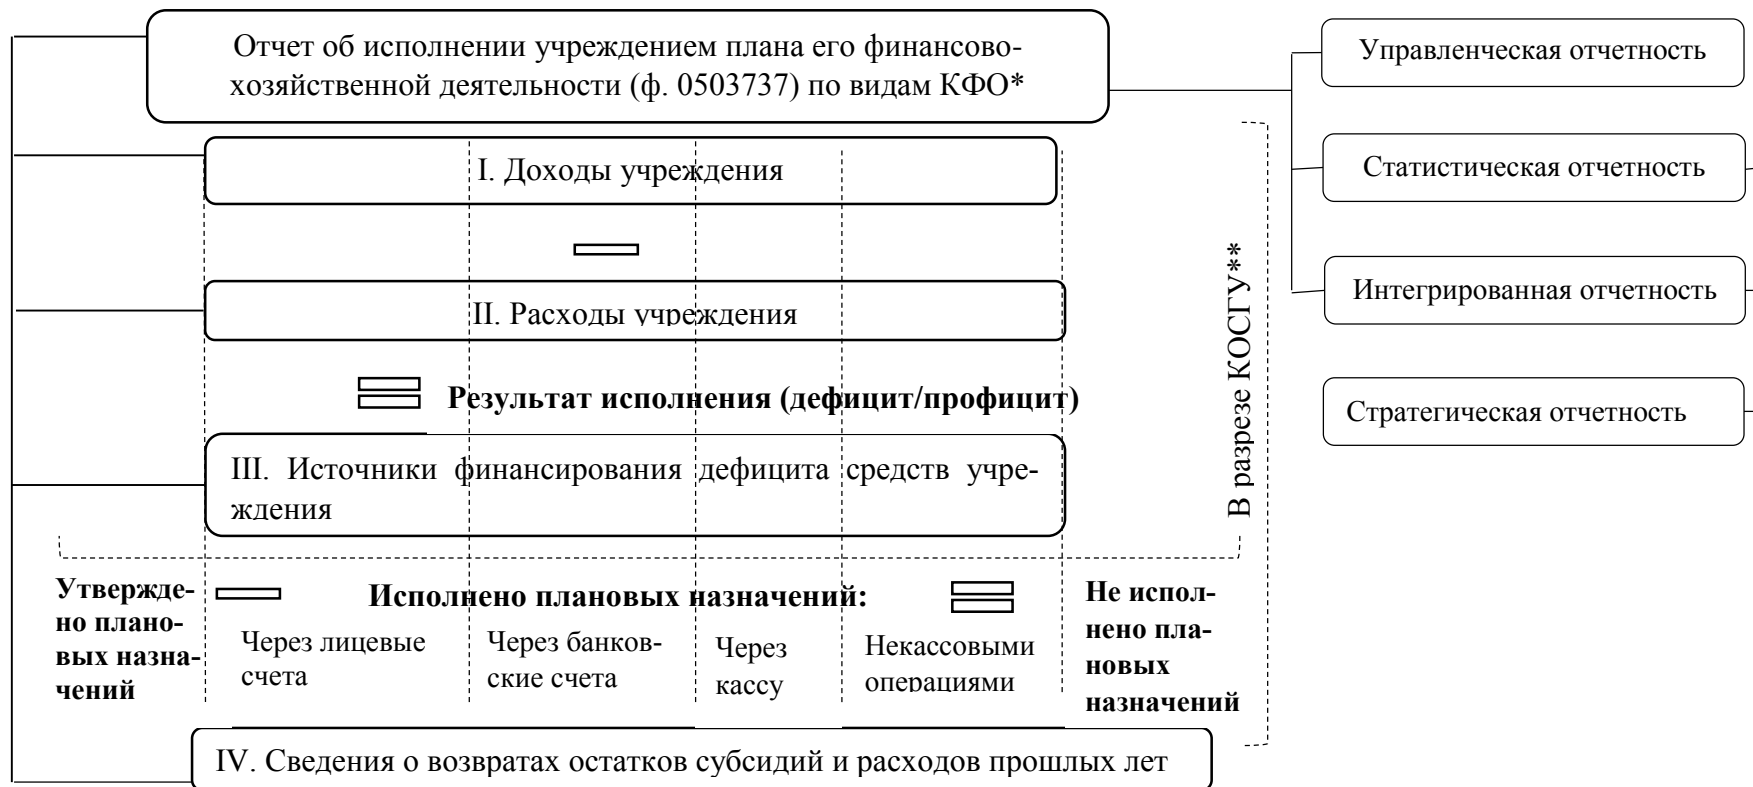 Отчет об исполнении учреждением плана его финансово-
хозяйственной деятельности (ф. 0503737) по видам КФО*
I. Доходы учреждения
II. Расходы учреждения
Результат исполнения (дефицит/профицит)
III. Источники финансирования дефицита средств учре-
ждения
Утвержде-
но плано-
вых назна-
чений
Исполнено плановых назначений:
Через лицевые
счета
Через банков-
ские счета
Через
кассу
Некассовыми
операциями
Не испол-
нено пла-
новых
назначений
IV. Сведения о возвратах остатков субсидий и расходов прошлых лет
В разрезе КОСГУ**
Управленческая отчетность
Статистическая отчетность
Интегрированная отчетность
Стратегическая отчетность